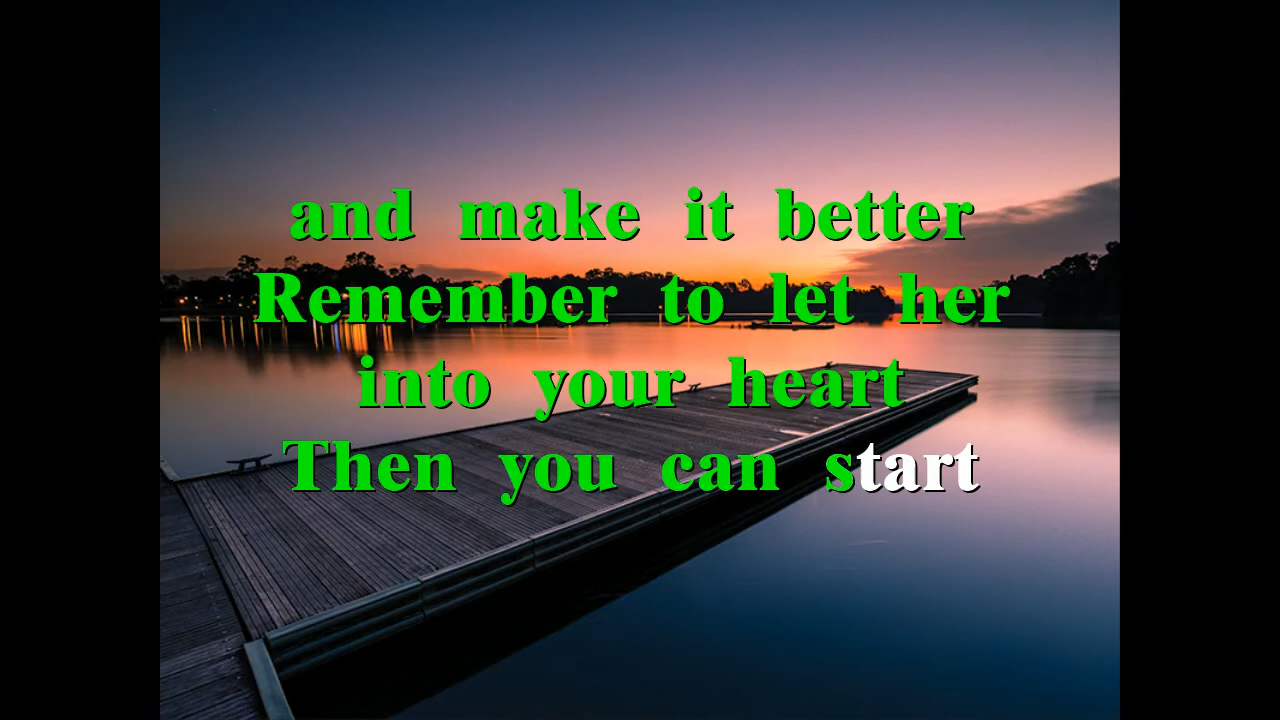 and make it better
Remember to let her
into your heart
Then you can start